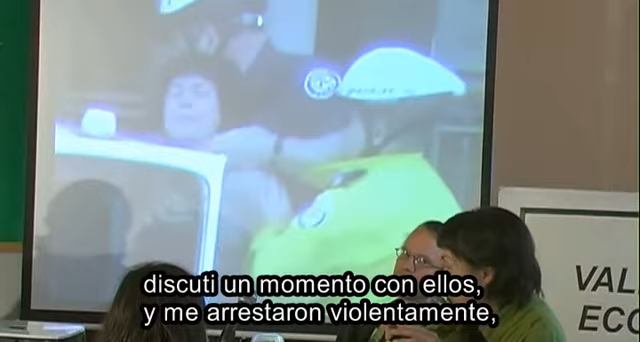 VAL
ECO
discuti un momento con ellos,
y me arrestaron violentamente,